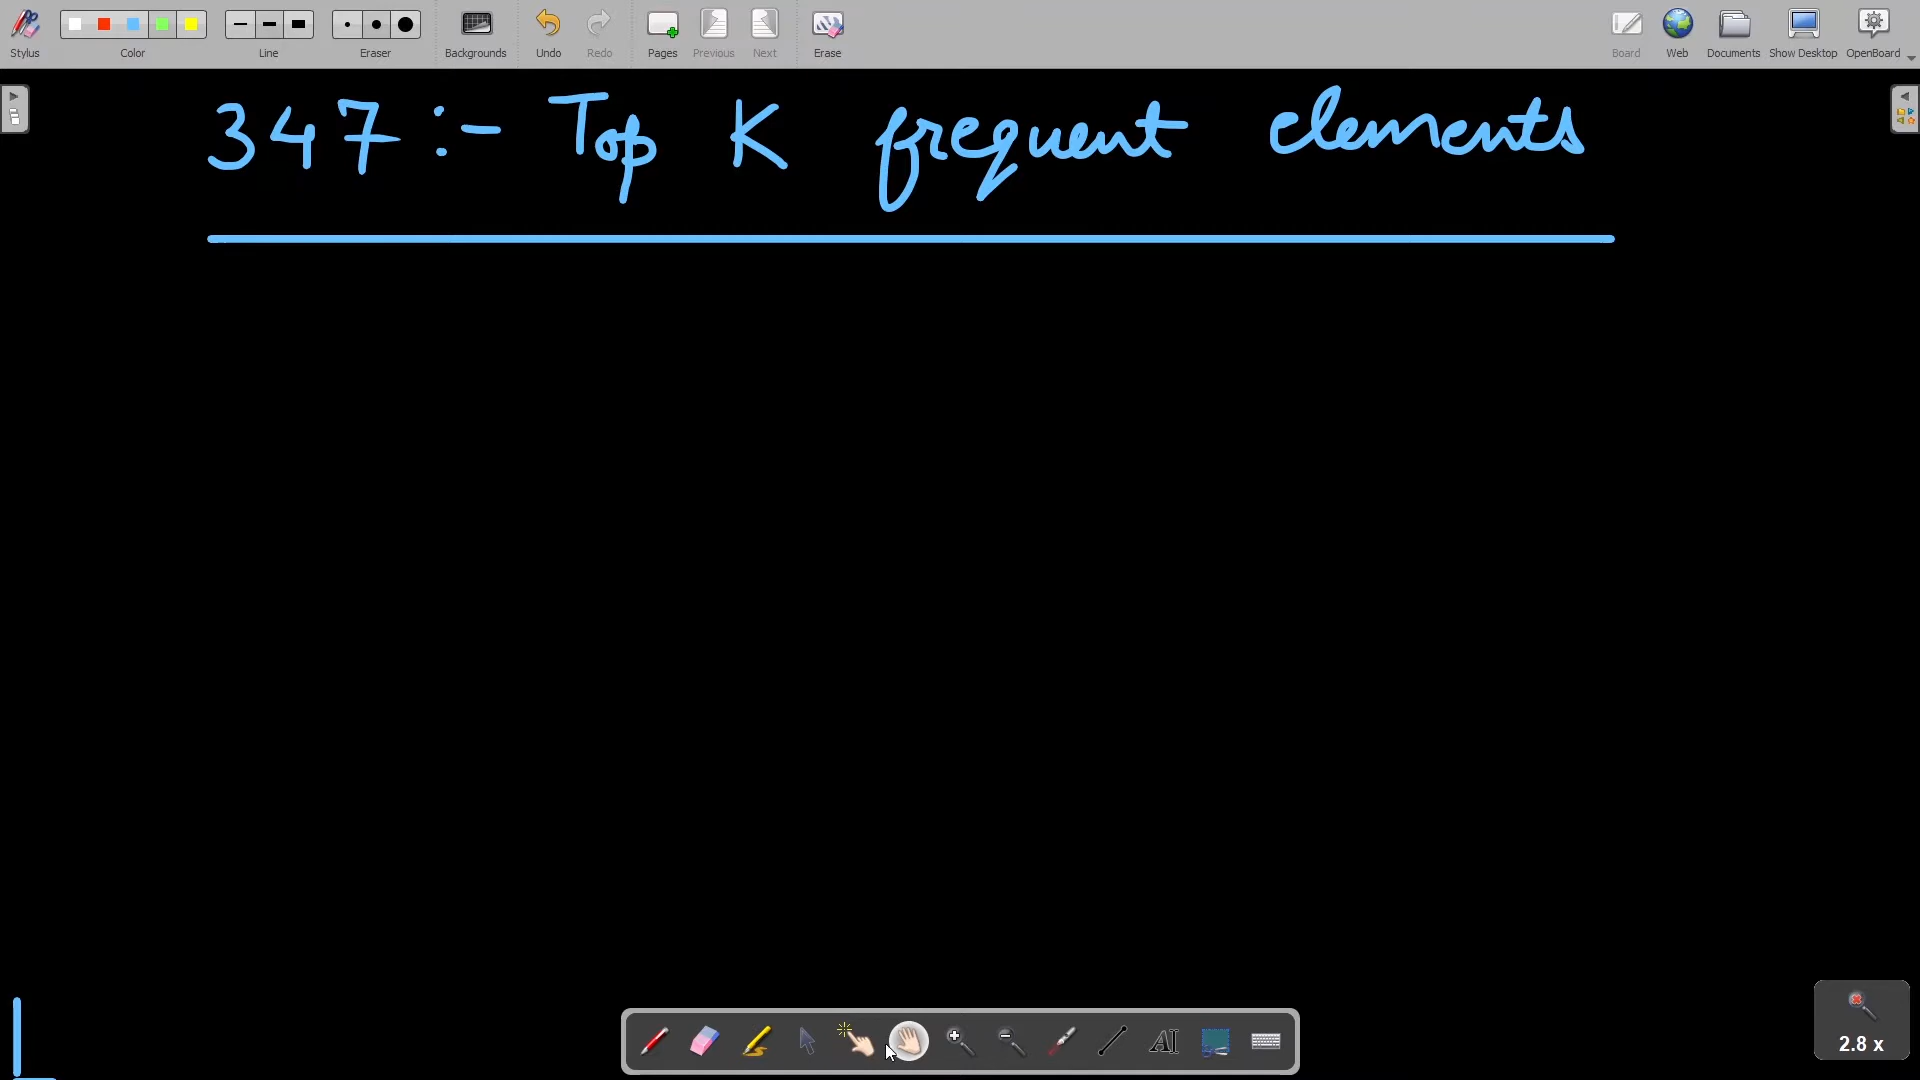 Stylus Color Line Eraser Backgrounds Undo Redo Pages Previous Next Erase Board Web Documents Show Desktop OpenBoard
347 :- Top K frequent elements
AI
2.8 x